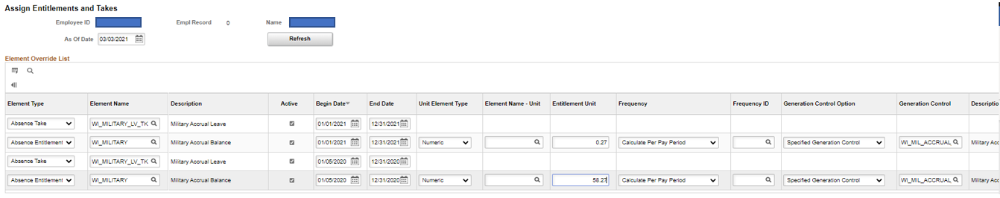 Assign Entitlements and Takes
Employee ID Empl Record 0 Name
As Of Date 03/03/2021 Refresh
Element Override List
Element Type Element Name Description Active Begin Date End Date Unit Element Type Element Name - Unit Entitlement Unit Frequency Frequency ID Generation Control Option Generation Control Descriptio
Absence Take WI_MILITARY_LV_TK Military Accrual Leave 01/01/2021 12/31/2021
Absence Entitlement WI_MILITARY Military Accrual Balance 01/01/2021 12/31/2021 Numeric 0.27 Calculate Per Pay Period Specified Generation Control WI_MIL_ACCRUAL Military Acc
Absence Take WI_MILITARY_LV_TK Military Accrual Leave 01/05/2020 12/31/2020
Absence Entitlement WI_MILITARY Military Accrual Balance 01/05/2020 12/31/2020 Numeric 58.27 Calculate Per Pay Period Specified Generation Control WI_MIL_ACCRUAL Military Acc